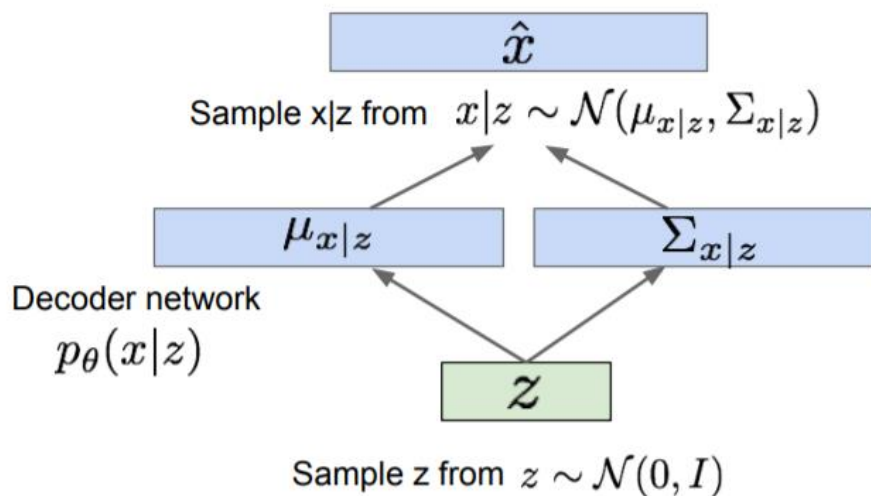 x̂
Sample x|z from x|z ∼ 𝒩(μ_{x|z}, Σ_{x|z})
μ_{x|z}
Σ_{x|z}
Decoder network
p_θ(x|z)
z
Sample z from z ∼ 𝒩(0, I)